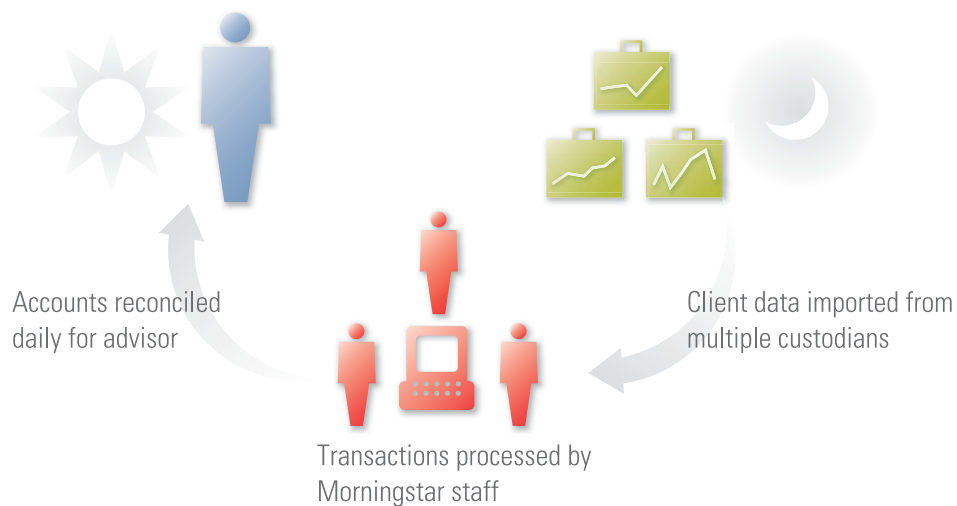 Accounts reconciled
daily for advisor
Client data imported from
multiple custodians
Transactions processed by
Morningstar staff